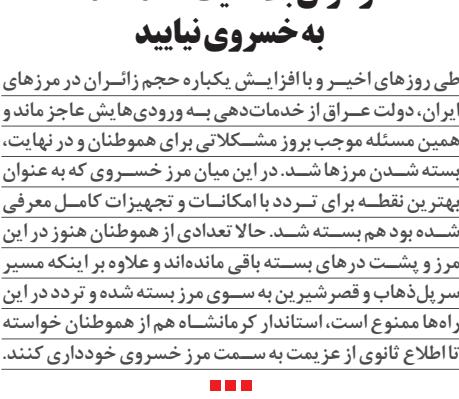 به خسروی نیایید
طی روزهای اخیر و با افزایش یکباره حجم زائران در مرزهای
ایران، دولت عراق از خدمات‌دهی به ورودی‌هایش عاجز ماند و
همین مسئله موجب بروز مشکلاتی برای هموطنان و در نهایت،
بسته شدن مرزها شد. در این میان مرز خسروی که به عنوان
بهترین نقطه برای تردد با امکانات و تجهیزات کامل معرفی
شده بود هم بسته شد. حالا تعدادی از هموطنان هنوز در این
مرز و پشت درهای بسته باقی مانده‌اند و علاوه بر اینکه مسیر
سرپل‌ذهاب و قصرشیرین به سوی مرز بسته شده و تردد در این
راه‌ها ممنوع است، استاندار کرمانشاه هم از هموطنان خواسته
تا اطلاع ثانوی از عزیمت به سمت مرز خسروی خودداری کنند.